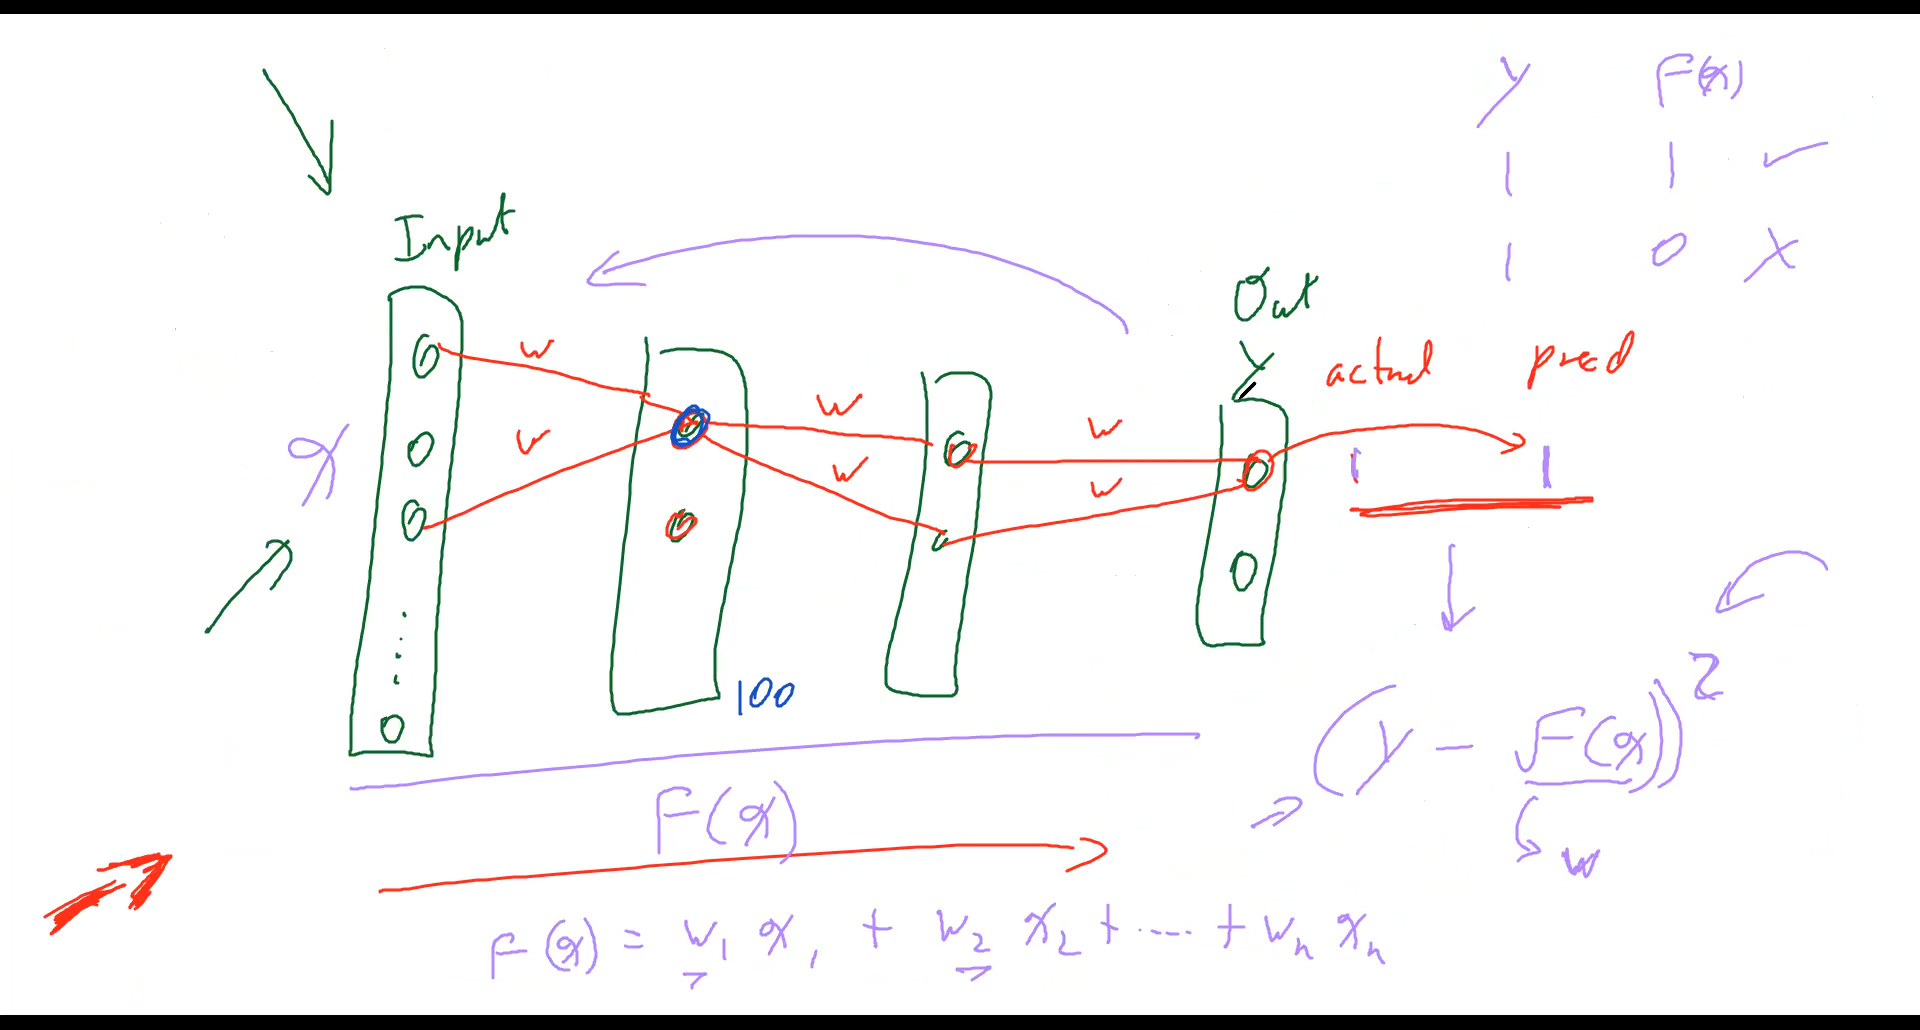 Y F(x)
1 1 ✓
1 0 X
Input
Out
Y actual pred
w
w
w
w
w
w
x
1 1
100
(Y - F(x))²
w
F(x)
F(x) = w₁ x₁ + w₂ x₂ + ..... + wₙ xₙ